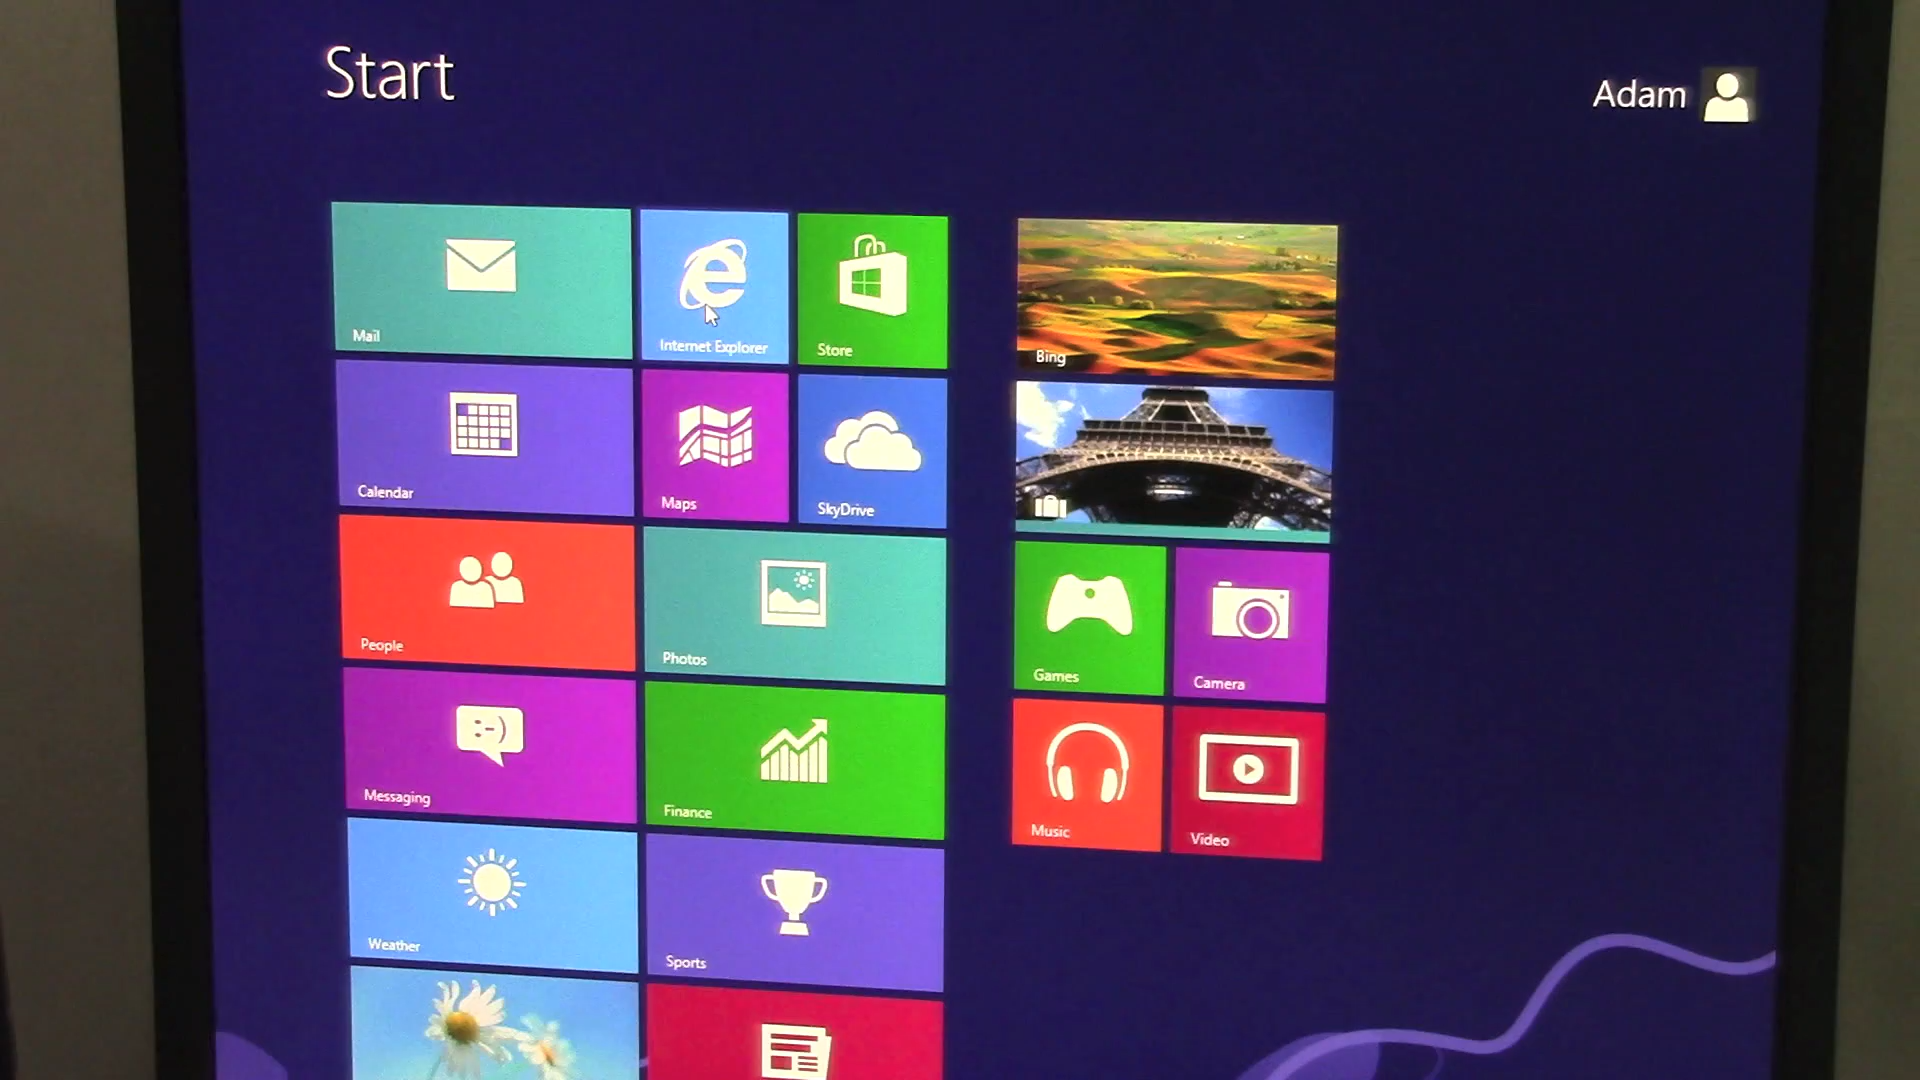 Start
Adam
Mail
Internet Explorer
Store
Bing
Calendar
Maps
SkyDrive
People
Photos
Games
Camera
Messaging
Finance
Music
Video
Weather
Sports